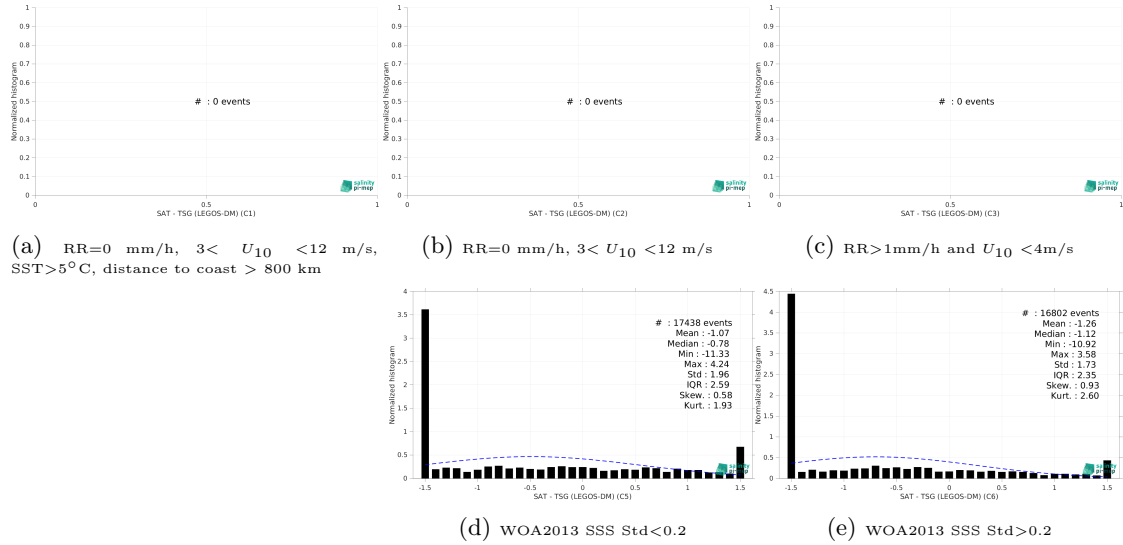 1
0.9
0.8
0.7
0.6
0.5
0.4
0.3
0.2
0.1
0
Normalized histogram
# : 0 events
salinity
pi-mep
0 0.5 1
SAT - TSG (LEGOS-DM) (C1)
(a) RR=0 mm/h, 3< U10 <12 m/s,
SST>5°C, distance to coast > 800 km
1
0.9
0.8
0.7
0.6
0.5
0.4
0.3
0.2
0.1
0
Normalized histogram
# : 0 events
salinity
pi-mep
0 0.5 1
SAT - TSG (LEGOS-DM) (C2)
(b) RR=0 mm/h, 3< U10 <12 m/s
1
0.9
0.8
0.7
0.6
0.5
0.4
0.3
0.2
0.1
0
Normalized histogram
# : 0 events
salinity
pi-mep
0 0.5 1
SAT - TSG (LEGOS-DM) (C3)
(c) RR>1mm/h and U10 <4m/s
4
3.5
3
2.5
2
1.5
1
0.5
0
Normalized histogram
# : 17438 events
Mean : -1.07
Median : -0.78
Min : -11.33
Max : 4.24
Std : 1.96
IQR : 2.59
Skew. : 0.58
Kurt. : 1.93
salinity
pi-mep
-1.5 -1 -0.5 0 0.5 1 1.5
SAT - TSG (LEGOS-DM) (C5)
(d) WOA2013 SSS Std<0.2
4.5
4
3.5
3
2.5
2
1.5
1
0.5
0
Normalized histogram
# : 16802 events
Mean : -1.26
Median : -1.12
Min : -10.92
Max : 3.58
Std : 1.73
IQR : 2.35
Skew. : 0.93
Kurt. : 2.60
salinity
pi-mep
-1.5 -1 -0.5 0 0.5 1 1.5
SAT - TSG (LEGOS-DM) (C6)
(e) WOA2013 SSS Std>0.2